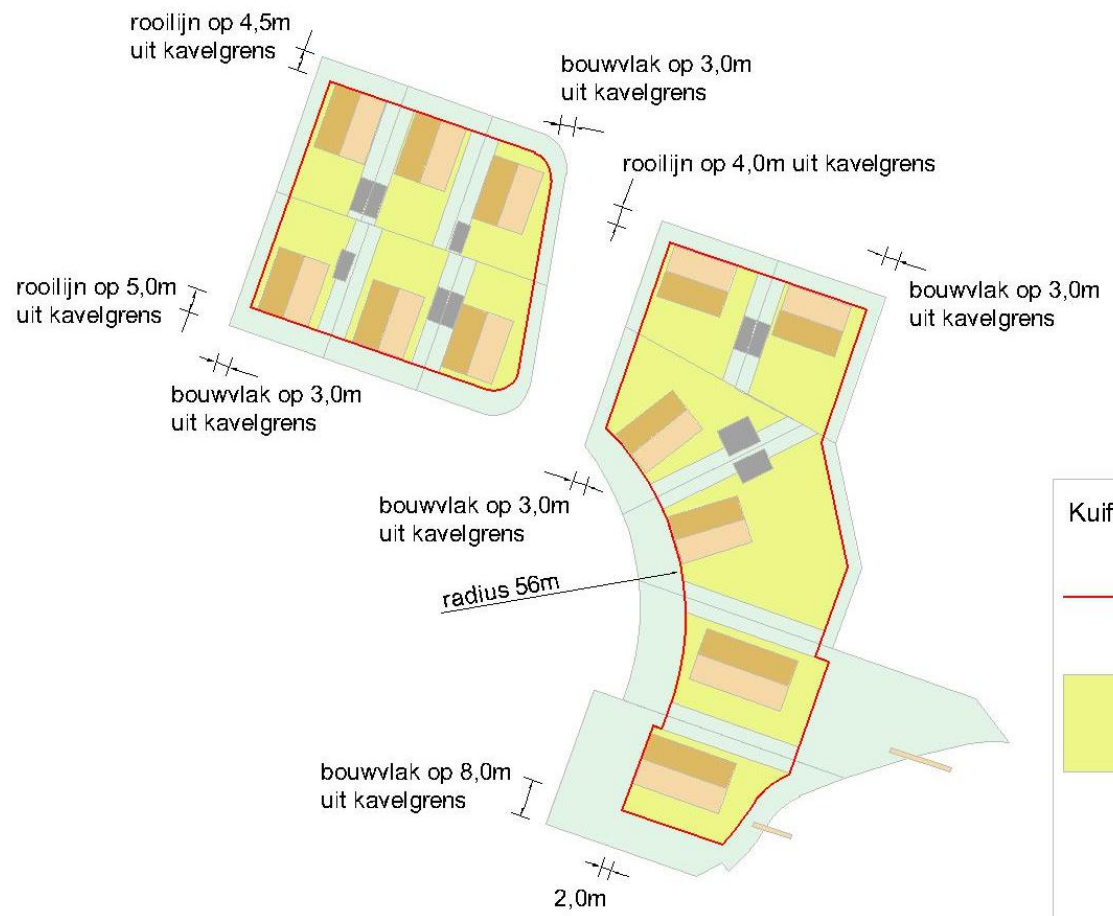 rooilijn op 4,5m
uit kavelgrens
bouwvlak op 3,0m
uit kavelgrens
rooilijn op 4,0m uit kavelgrens
rooilijn op 5,0m
uit kavelgrens
bouwvlak op 3,0m
uit kavelgrens
bouwvlak op 3,0m
uit kavelgrens
bouwvlak op 3,0m
uit kavelgrens
Kuif
radius 56m
bouwvlak op 8,0m
uit kavelgrens
2,0m